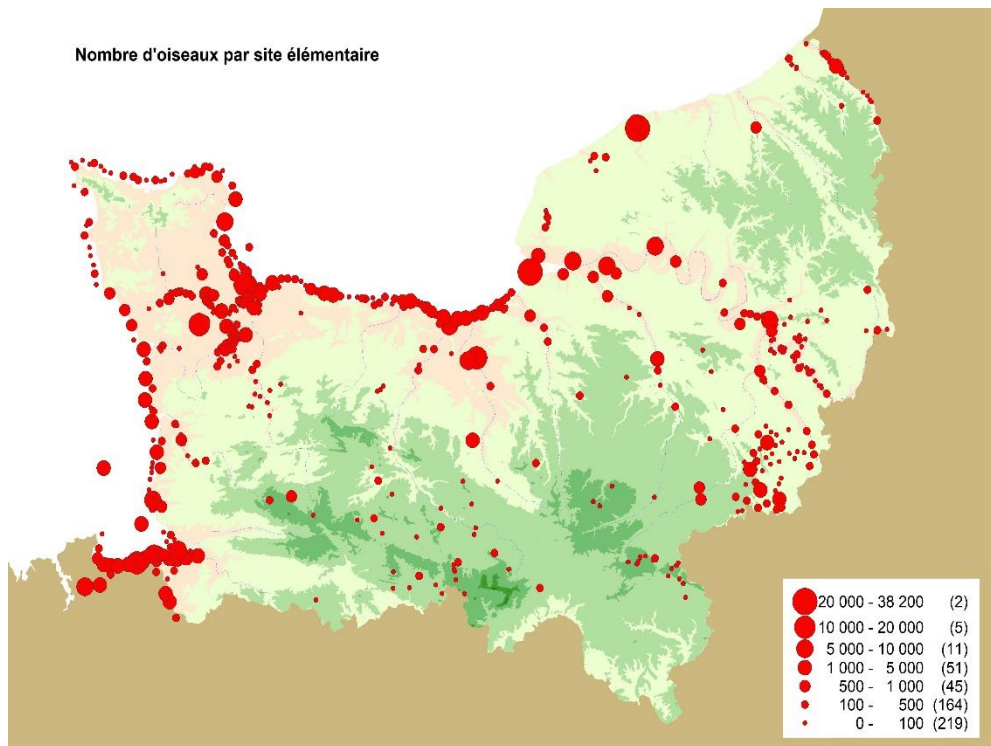 Nombre d'oiseaux par site élémentaire
20 000 - 38 200 (2)
10 000 - 20 000 (5)
5 000 - 10 000 (11)
1 000 - 5 000 (51)
500 - 1 000 (45)
100 - 500 (164)
0 - 100 (219)